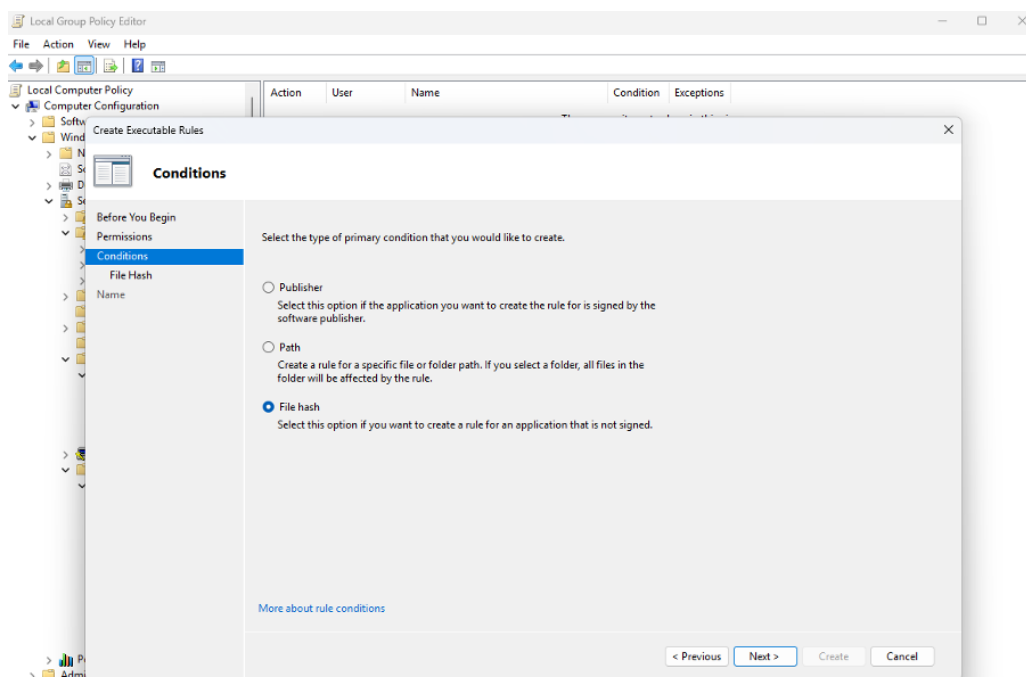 Local Group Policy Editor
File Action View Help
Local Computer Policy
Computer Configuration
Action User Name Condition Exceptions
Create Executable Rules
Conditions
Before You Begin
Permissions
Conditions
File Hash
Name
Select the type of primary condition that you would like to create.
Publisher
Select this option if the application you want to create the rule for is signed by the
software publisher.
Path
Create a rule for a specific file or folder path. If you select a folder, all files in the
folder will be affected by the rule.
File hash
Select this option if you want to create a rule for an application that is not signed.
More about rule conditions
< Previous Next > Create Cancel